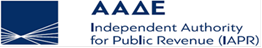 ΑΑΔΕ
Independent Authority
for Public Revenue (IAPR)